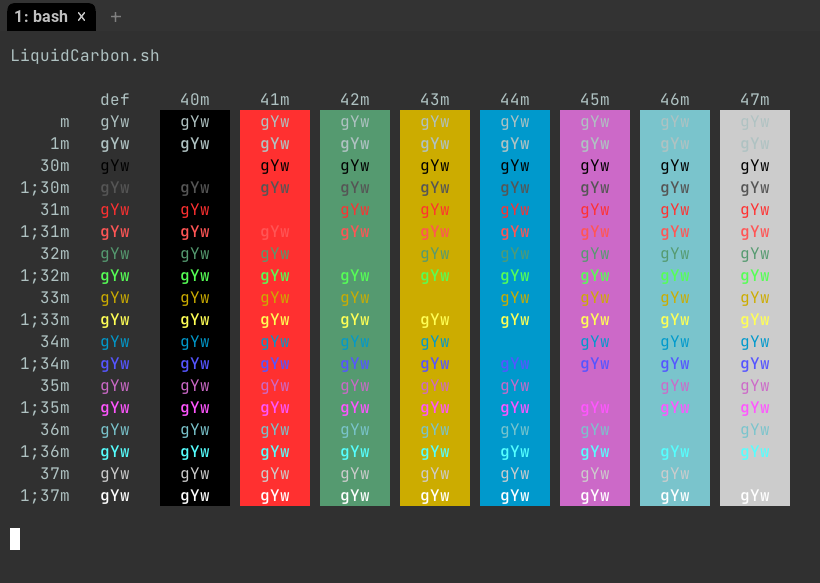 1: bash × +
LiquidCarbon.sh
def 40m 41m 42m 43m 44m 45m 46m 47m
m gYw gYw gYw gYw gYw gYw gYw gYw gYw
1m gYw gYw gYw gYw gYw gYw gYw gYw gYw
30m gYw gYw gYw gYw gYw gYw gYw gYw
1;30m gYw gYw gYw gYw gYw gYw gYw gYw gYw
31m gYw gYw gYw gYw gYw gYw gYw gYw
1;31m gYw gYw gYw gYw gYw gYw gYw gYw gYw
32m gYw gYw gYw gYw gYw gYw gYw gYw
1;32m gYw gYw gYw gYw gYw gYw gYw gYw gYw
33m gYw gYw gYw gYw gYw gYw gYw gYw
1;33m gYw gYw gYw gYw gYw gYw gYw gYw gYw
34m gYw gYw gYw gYw gYw gYw gYw gYw
1;34m gYw gYw gYw gYw gYw gYw gYw gYw gYw
35m gYw gYw gYw gYw gYw gYw gYw gYw
1;35m gYw gYw gYw gYw gYw gYw gYw gYw gYw
36m gYw gYw gYw gYw gYw gYw gYw gYw
1;36m gYw gYw gYw gYw gYw gYw gYw gYw gYw
37m gYw gYw gYw gYw gYw gYw gYw gYw
1;37m gYw gYw gYw gYw gYw gYw gYw gYw gYw